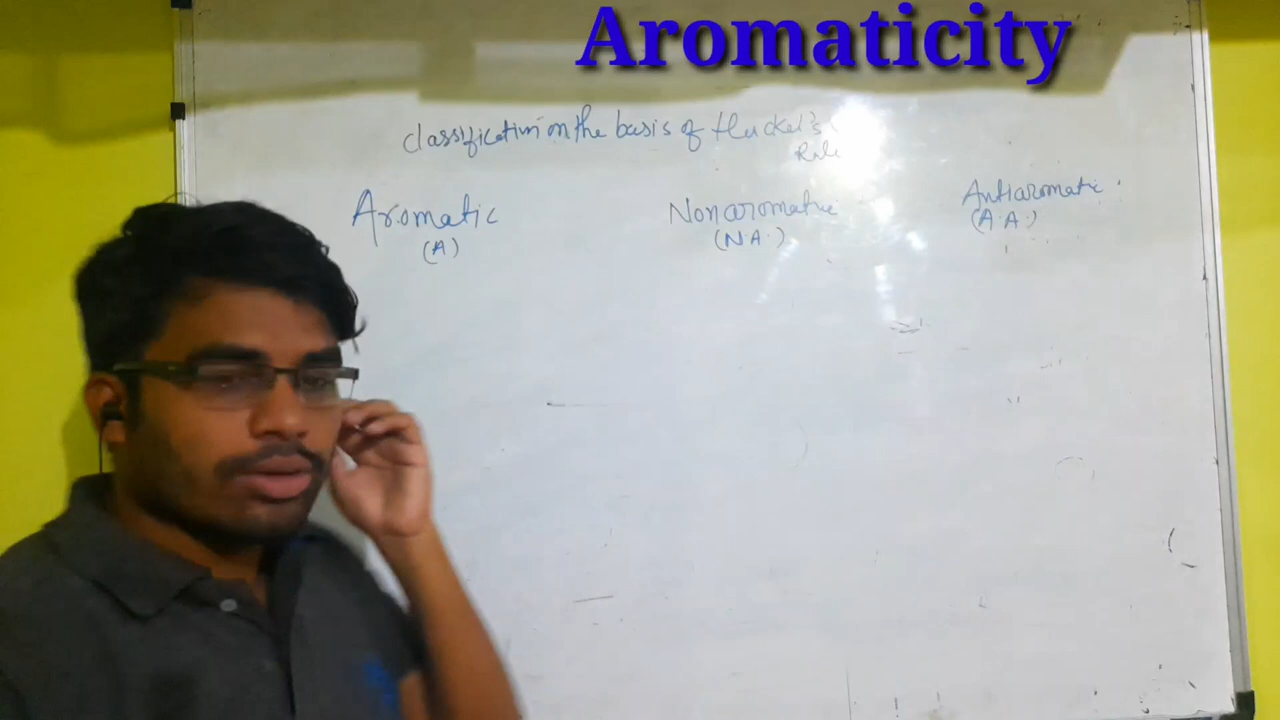 Aromaticity
Classification on the basis of Huckel's
Rule
Aromatic
(A)
Nonaromatic
(N.A.)
Antiaromatic
(A.A.)